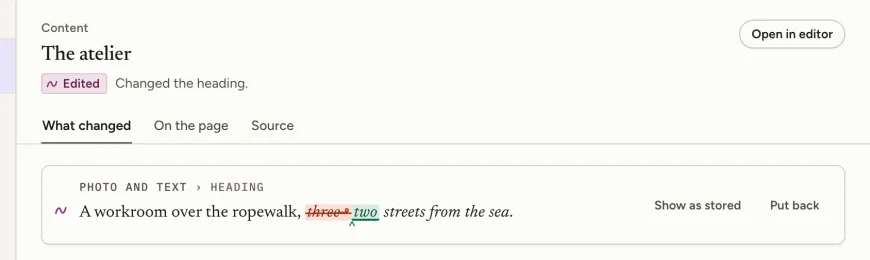 Content
The atelier
Open in editor
Edited Changed the heading.
What changed On the page Source
PHOTO AND TEXT › HEADING
A workroom over the ropewalk, three two streets from the sea.
Show as stored Put back